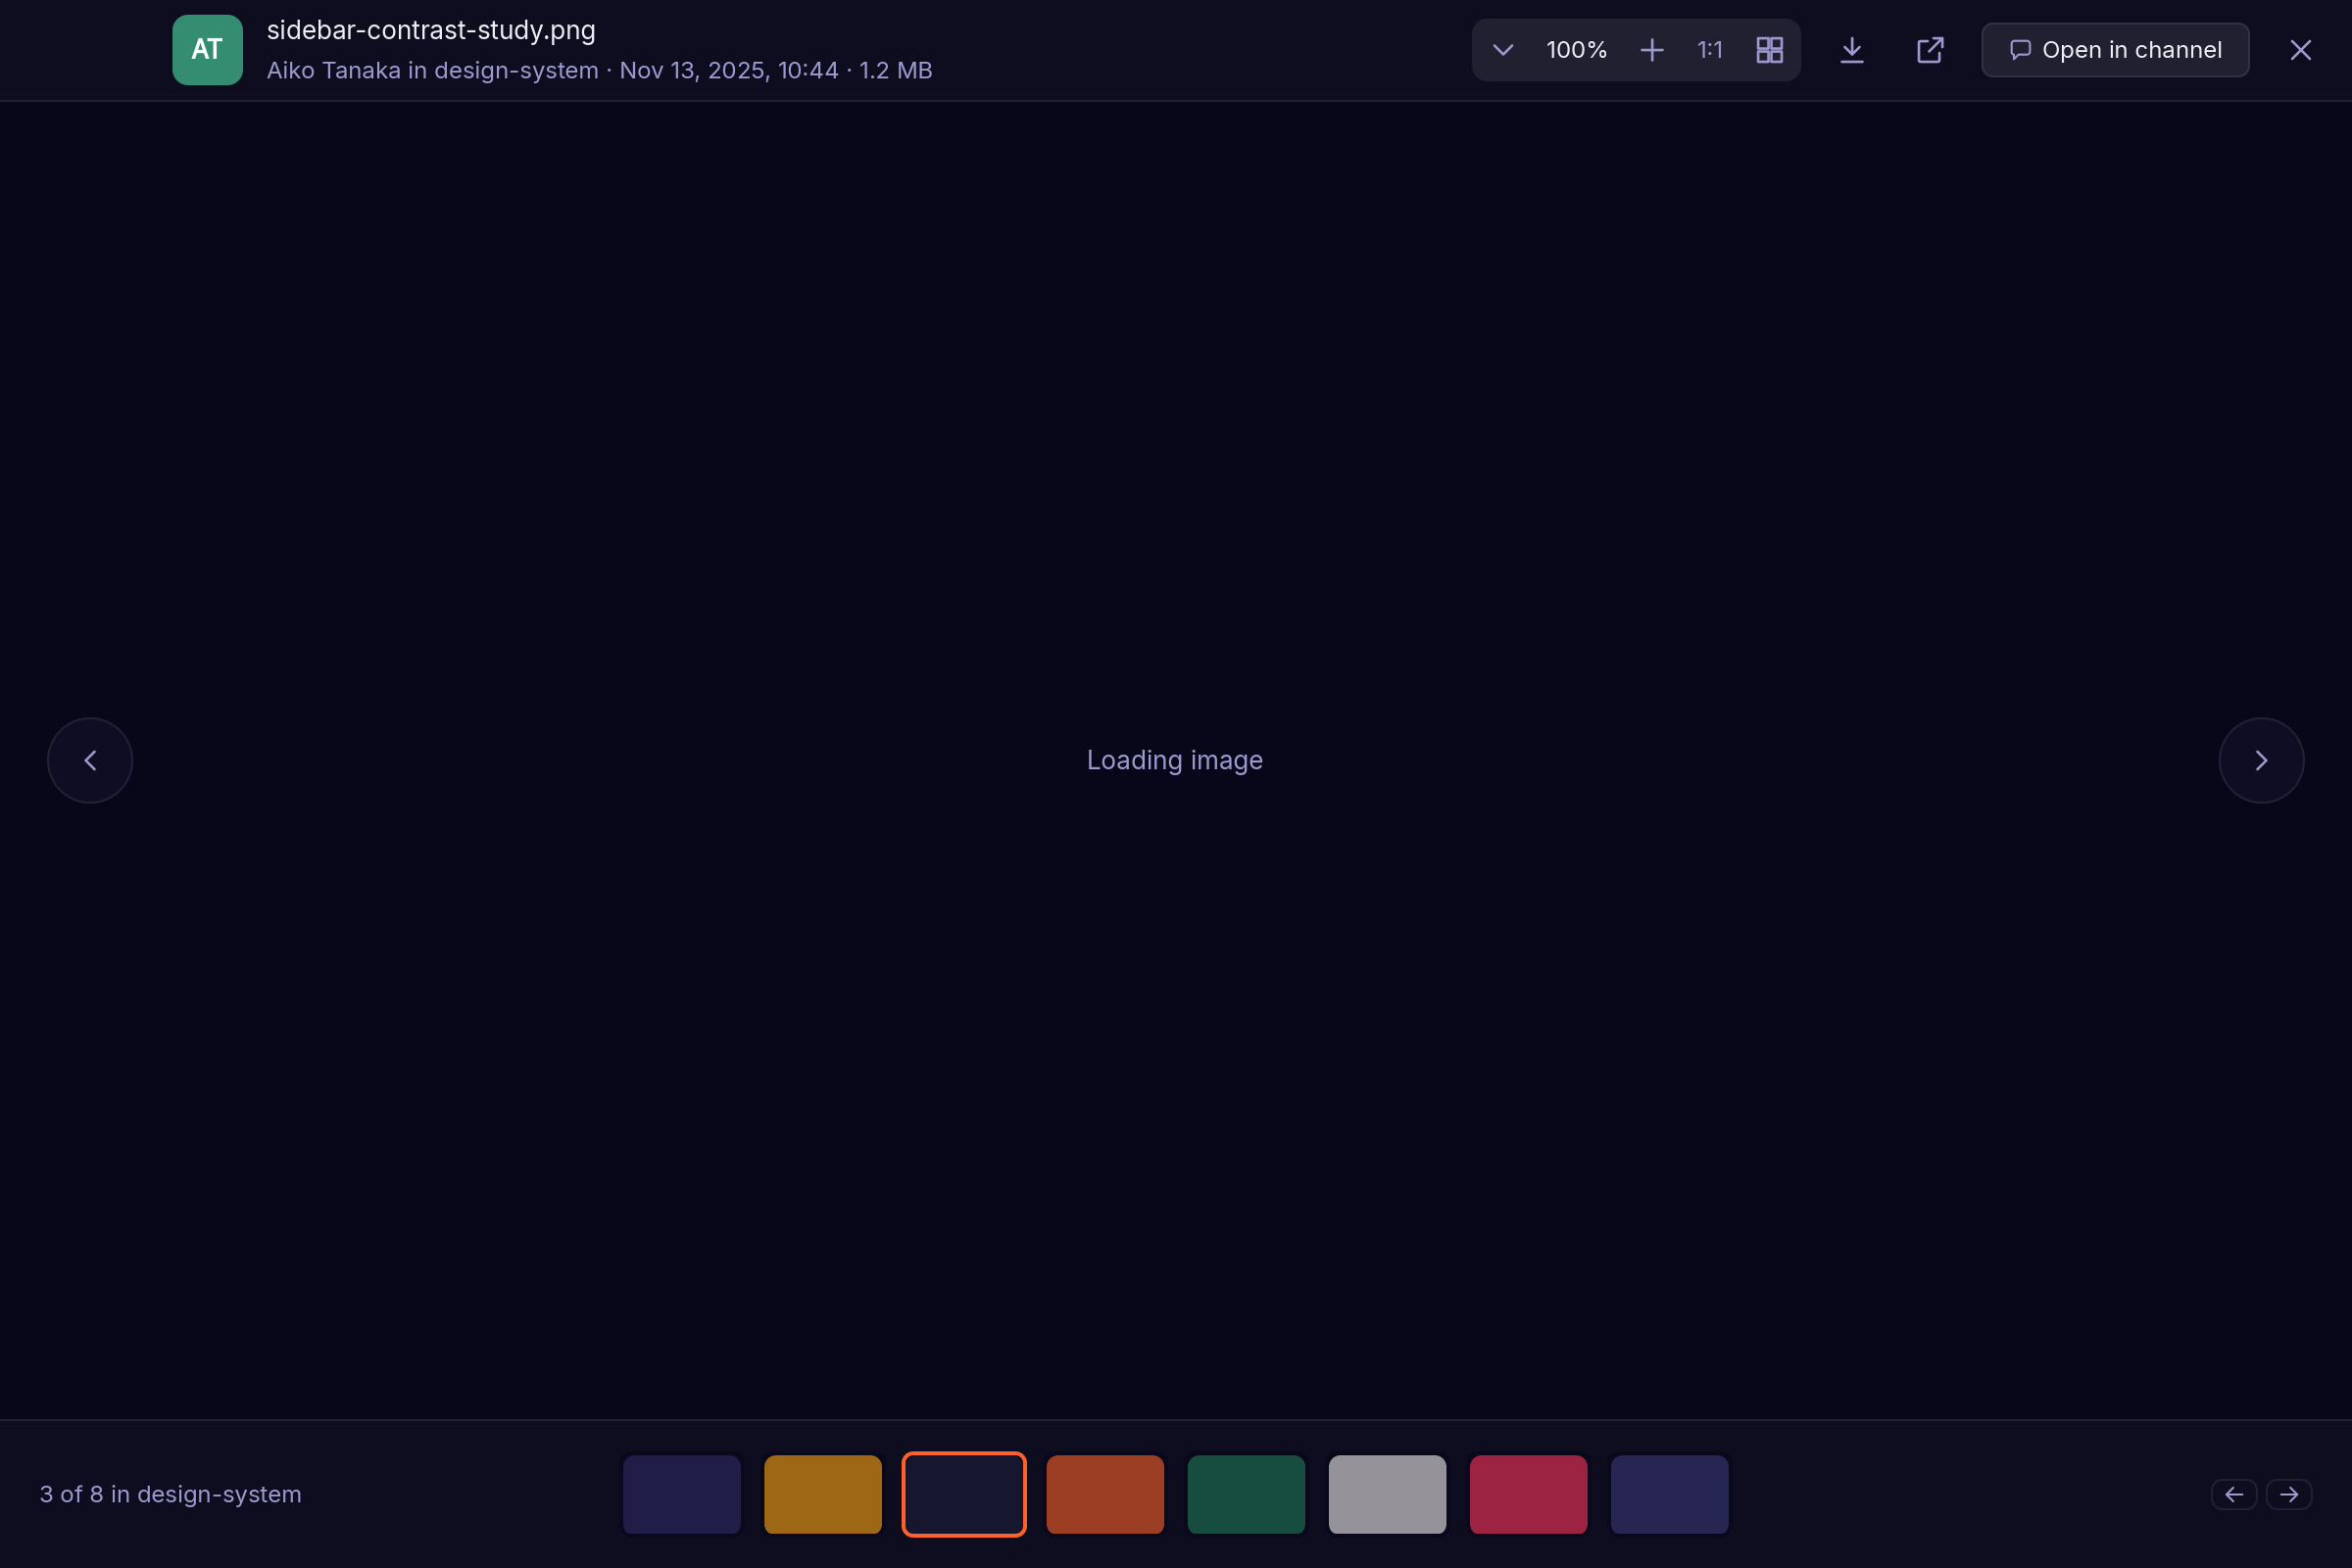 AT
sidebar-contrast-study.png
Aiko Tanaka in design-system · Nov 13, 2025, 10:44 · 1.2 MB
100%
1:1
Open in channel
Loading image
3 of 8 in design-system